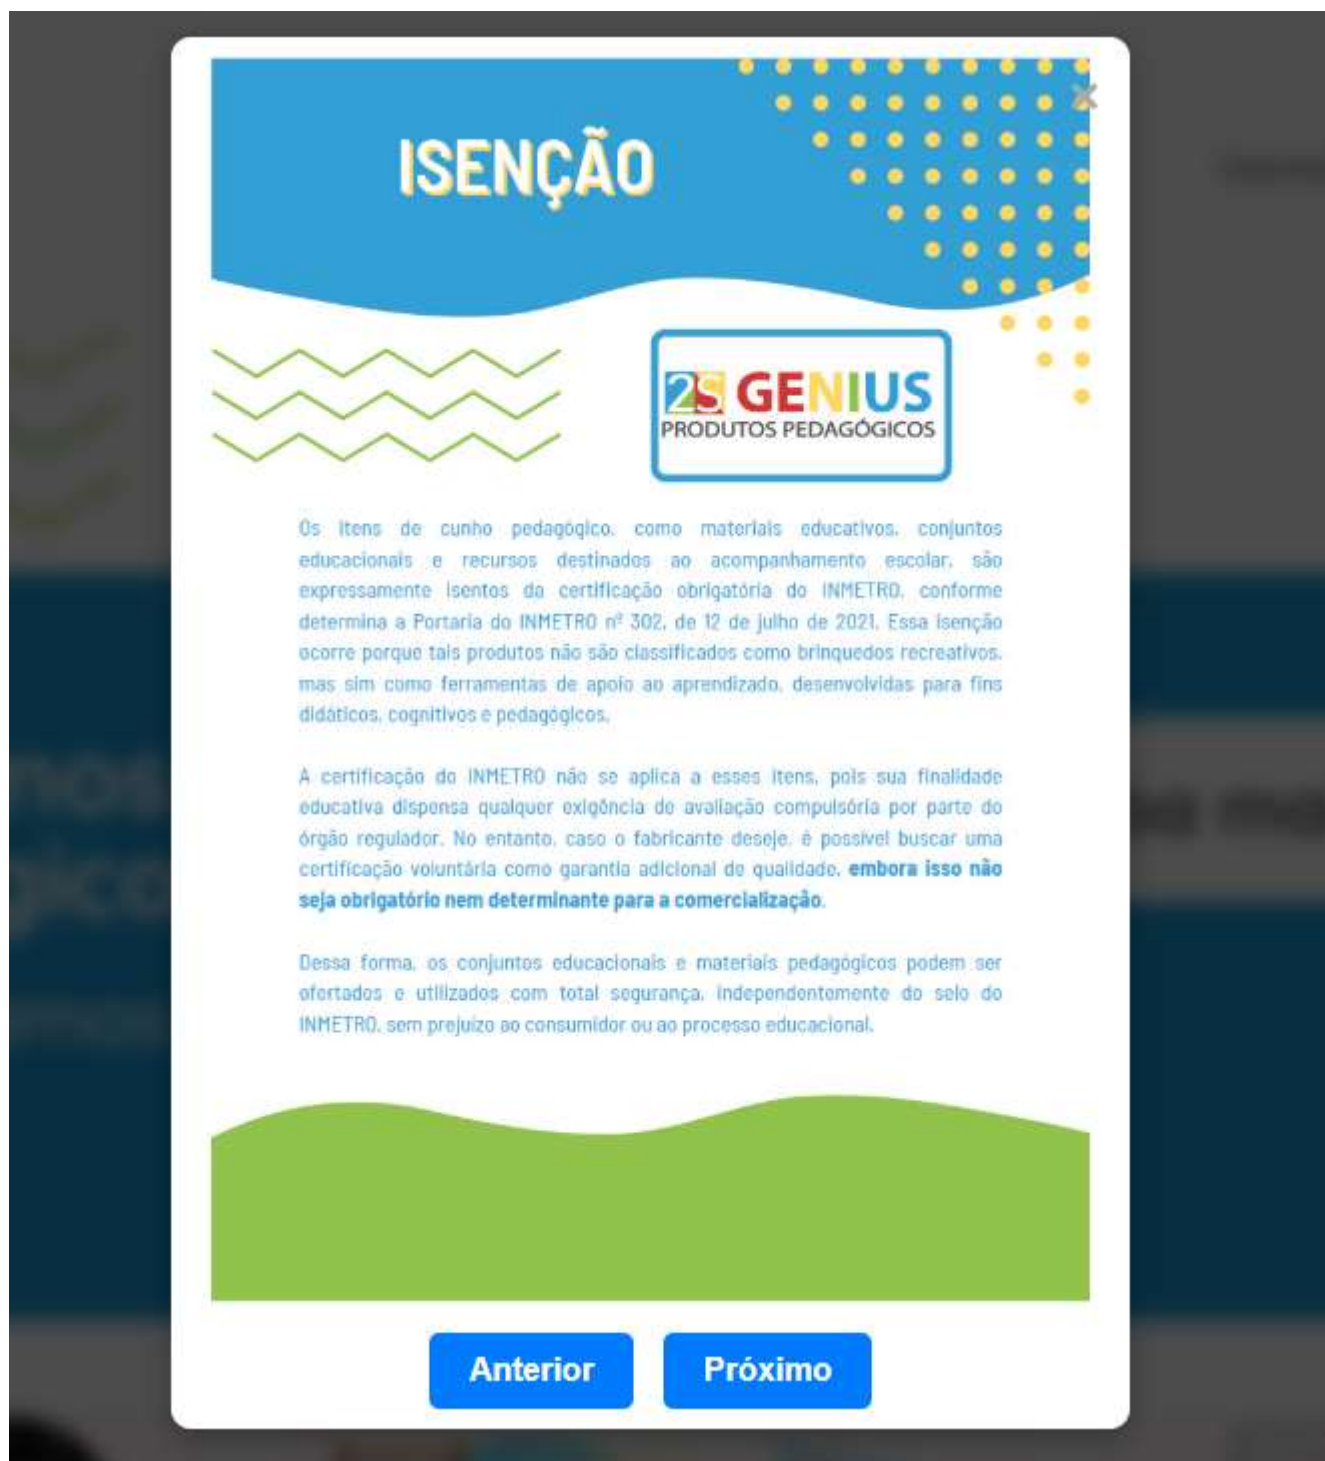 ISENÇÃO
2S GENIUS
PRODUTOS PEDAGÓGICOS
Os itens de cunho pedagógico, como materiais educativos, conjuntos
educacionais e recursos destinados ao acompanhamento escolar, são
expressamente isentos da certificação obrigatória do INMETRO, conforme
determina a Portaria do INMETRO nº 302, de 12 de julho de 2021. Essa isenção
ocorre porque tais produtos não são classificados como brinquedos recreativos,
mas sim como ferramentas de apoio ao aprendizado, desenvolvidas para fins
didáticos, cognitivos e pedagógicos.
A certificação do INMETRO não se aplica a esses itens, pois sua finalidade
educativa dispensa qualquer exigência de avaliação compulsória por parte do
órgão regulador. No entanto, caso o fabricante deseje, é possível buscar uma
certificação voluntária como garantia adicional de qualidade, embora isso não
seja obrigatório nem determinante para a comercialização.
Dessa forma, os conjuntos educacionais e materiais pedagógicos podem ser
ofertados e utilizados com total segurança, independentemente do selo do
INMETRO, sem prejuízo ao consumidor ou ao processo educacional.
Anterior Próximo